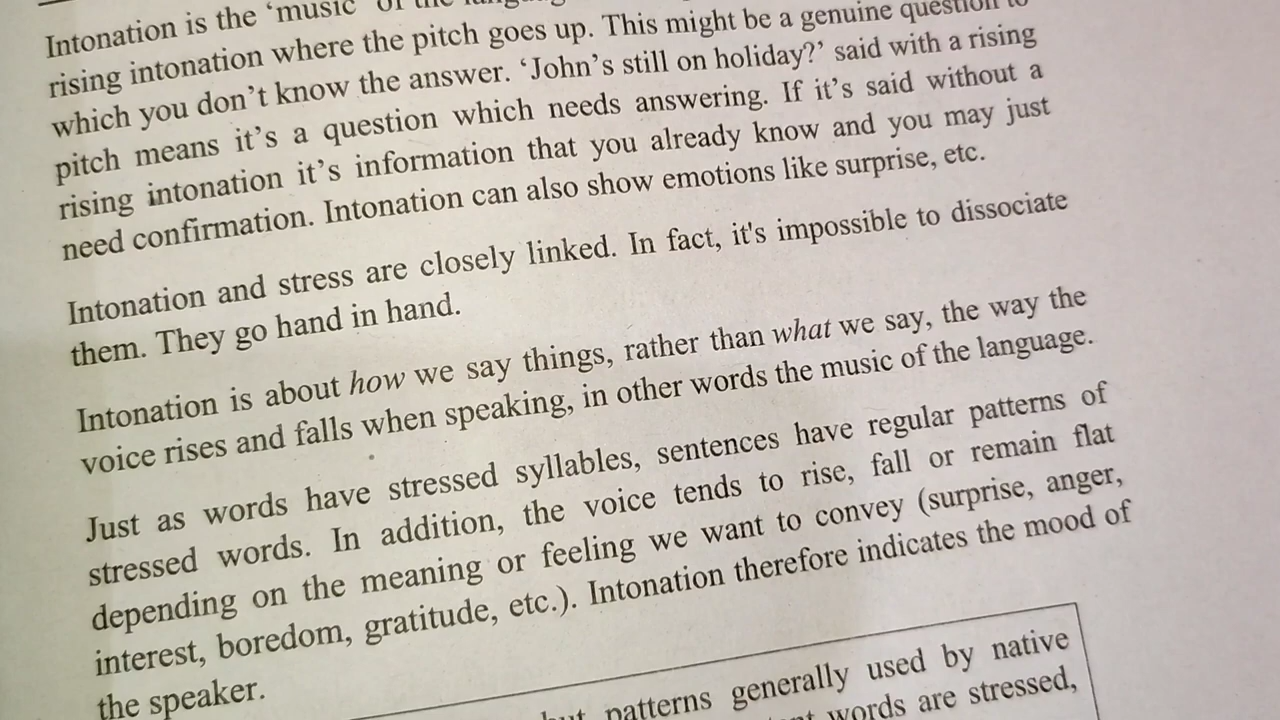 Intonation is the ‘music’ of the
rising intonation where the pitch goes up. This might be a genuine question to
which you don’t know the answer. ‘John’s still on holiday?’ said with a rising
pitch means it’s a question which needs answering. If it’s said without a
rising intonation it’s information that you already know and you may just
need confirmation. Intonation can also show emotions like surprise, etc.
Intonation and stress are closely linked. In fact, it's impossible to dissociate
them. They go hand in hand.
Intonation is about how we say things, rather than what we say, the way the
voice rises and falls when speaking, in other words the music of the language.
Just as words have stressed syllables, sentences have regular patterns of
stressed words. In addition, the voice tends to rise, fall or remain flat
depending on the meaning or feeling we want to convey (surprise, anger,
interest, boredom, gratitude, etc.). Intonation therefore indicates the mood of
the speaker.
patterns generally used by native
words are stressed,